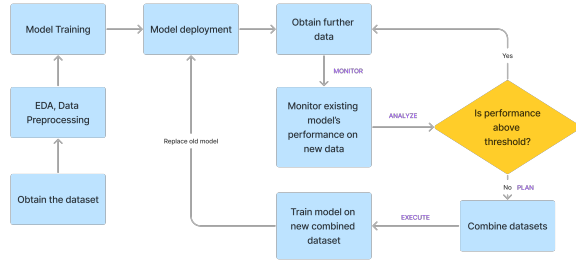 Model Training
Model deployment
Obtain further
data
Yes
MONITOR
EDA, Data
Preprocessing
Monitor existing
model's
performance on
new data
ANALYZE
Is performance
above
threshold?
Replace old model
Obtain the dataset
No PLAN
Train model on
new combined
dataset
EXECUTE
Combine datasets